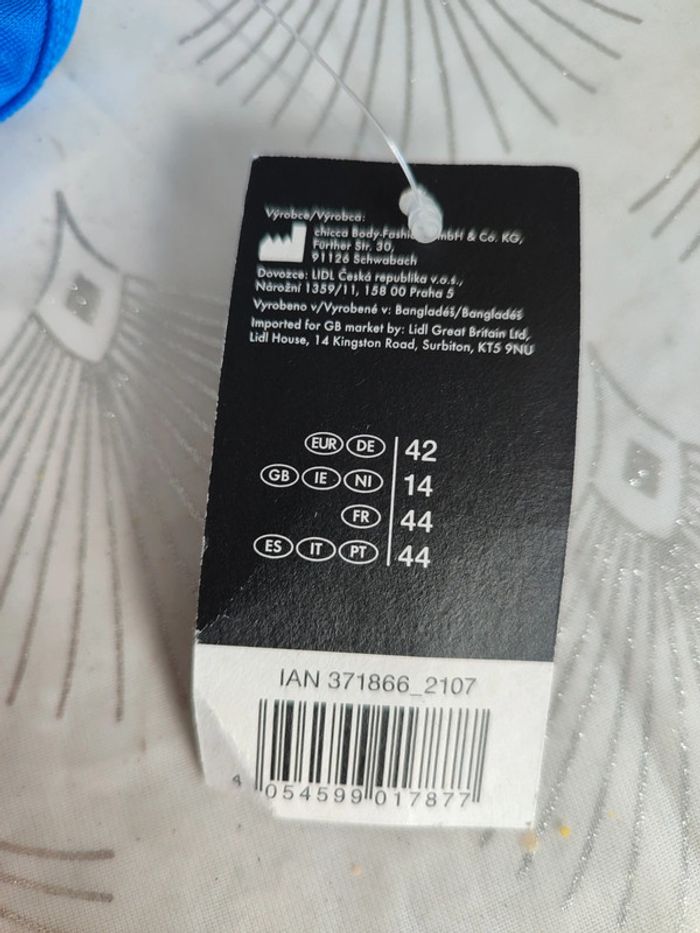 Výrobce/Výrobca:
chicca Body-Fashi mbH & Co. KG,
Fürther Str. 30,
91126 Schwabach
Dovozce: LIDL Česká republika v.o.s.,
Nárožní 1359/11, 158 00 Praha 5
Vyrobeno v/Vyrobené v: Bangladéš/Bangladéš
Imported for GB market by: Lidl Great Britain Ltd,
Lidl House, 14 Kingston Road, Surbiton, KT5 9NU
EUR DE 42
GB IE NI 14
FR 44
ES IT PT 44
IAN 371866_2107
4 054599 017877